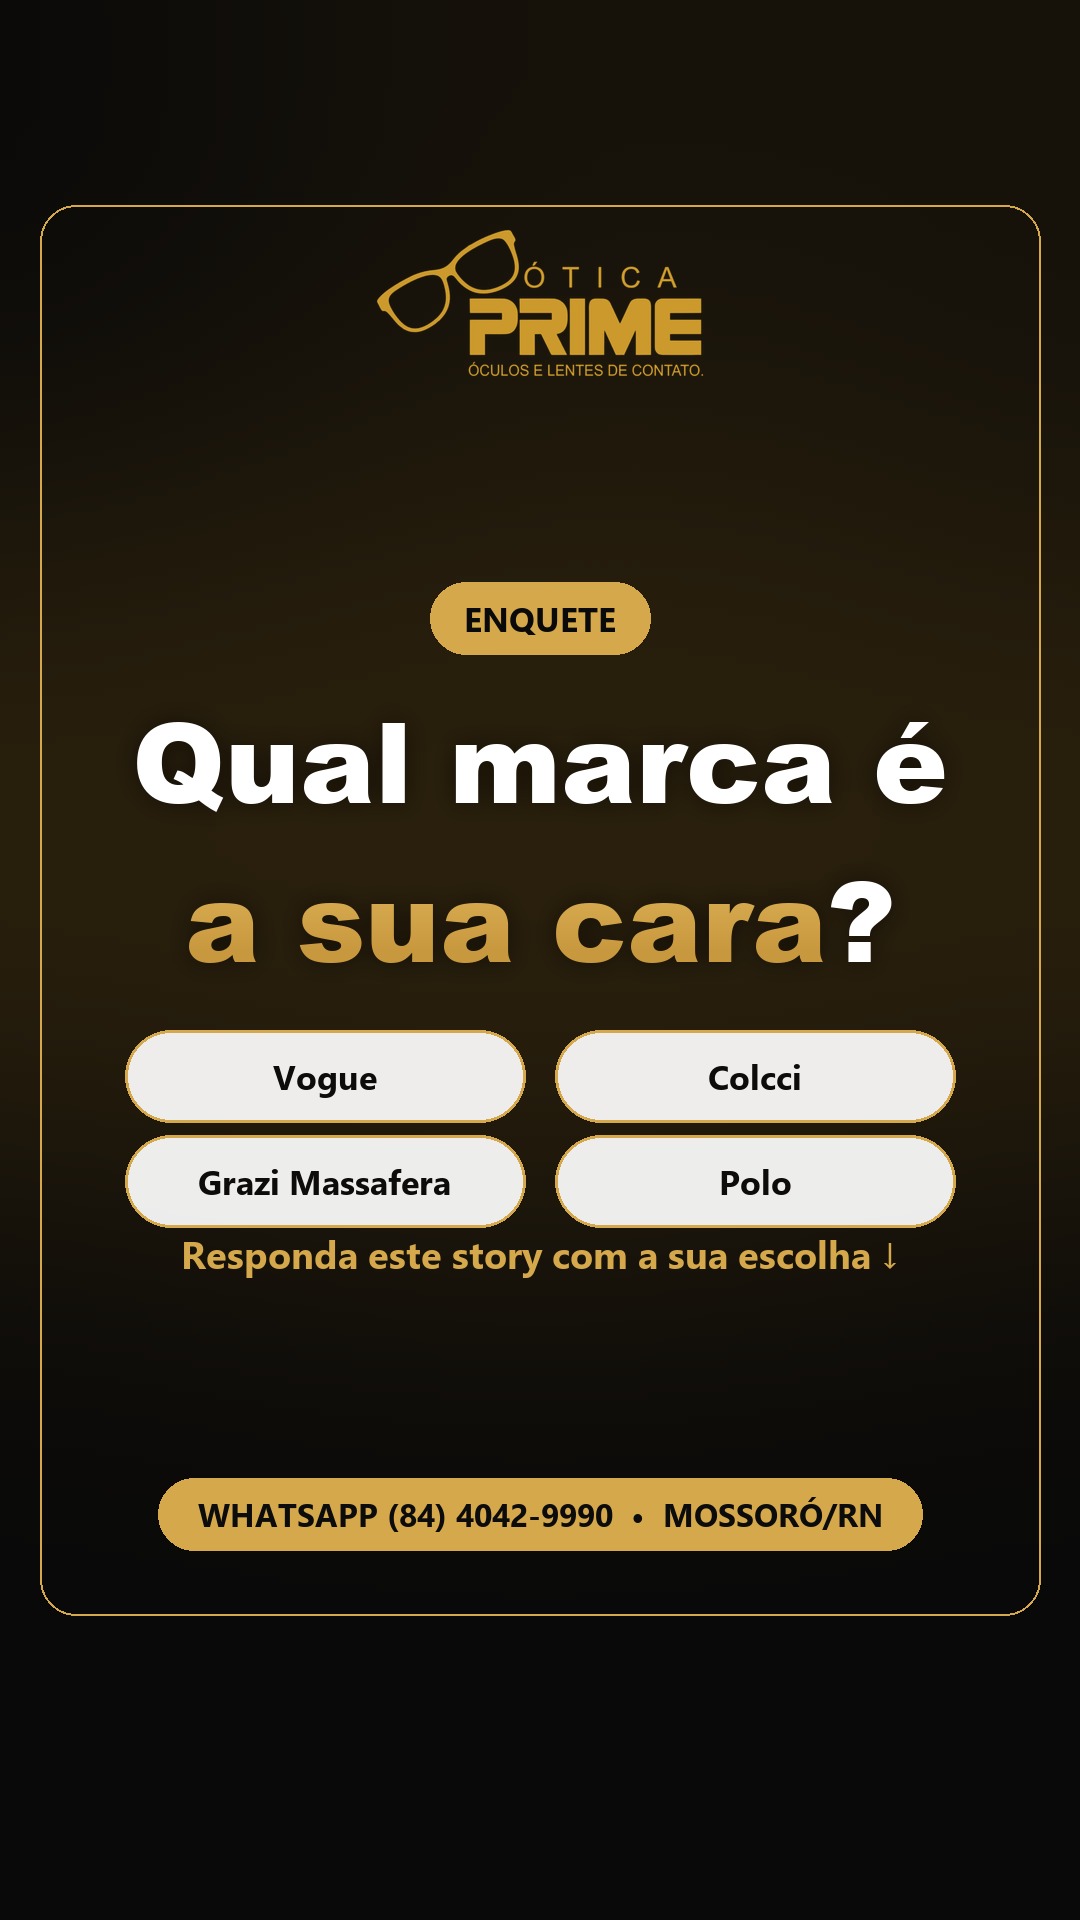 ÓTICA
PRIME
ÓCULOS E LENTES DE CONTATO.
ENQUETE
Qual marca é
a sua cara?
Vogue
Colcci
Grazi Massafera
Polo
Responda este story com a sua escolha ↓
WHATSAPP (84) 4042-9990 • MOSSORÓ/RN